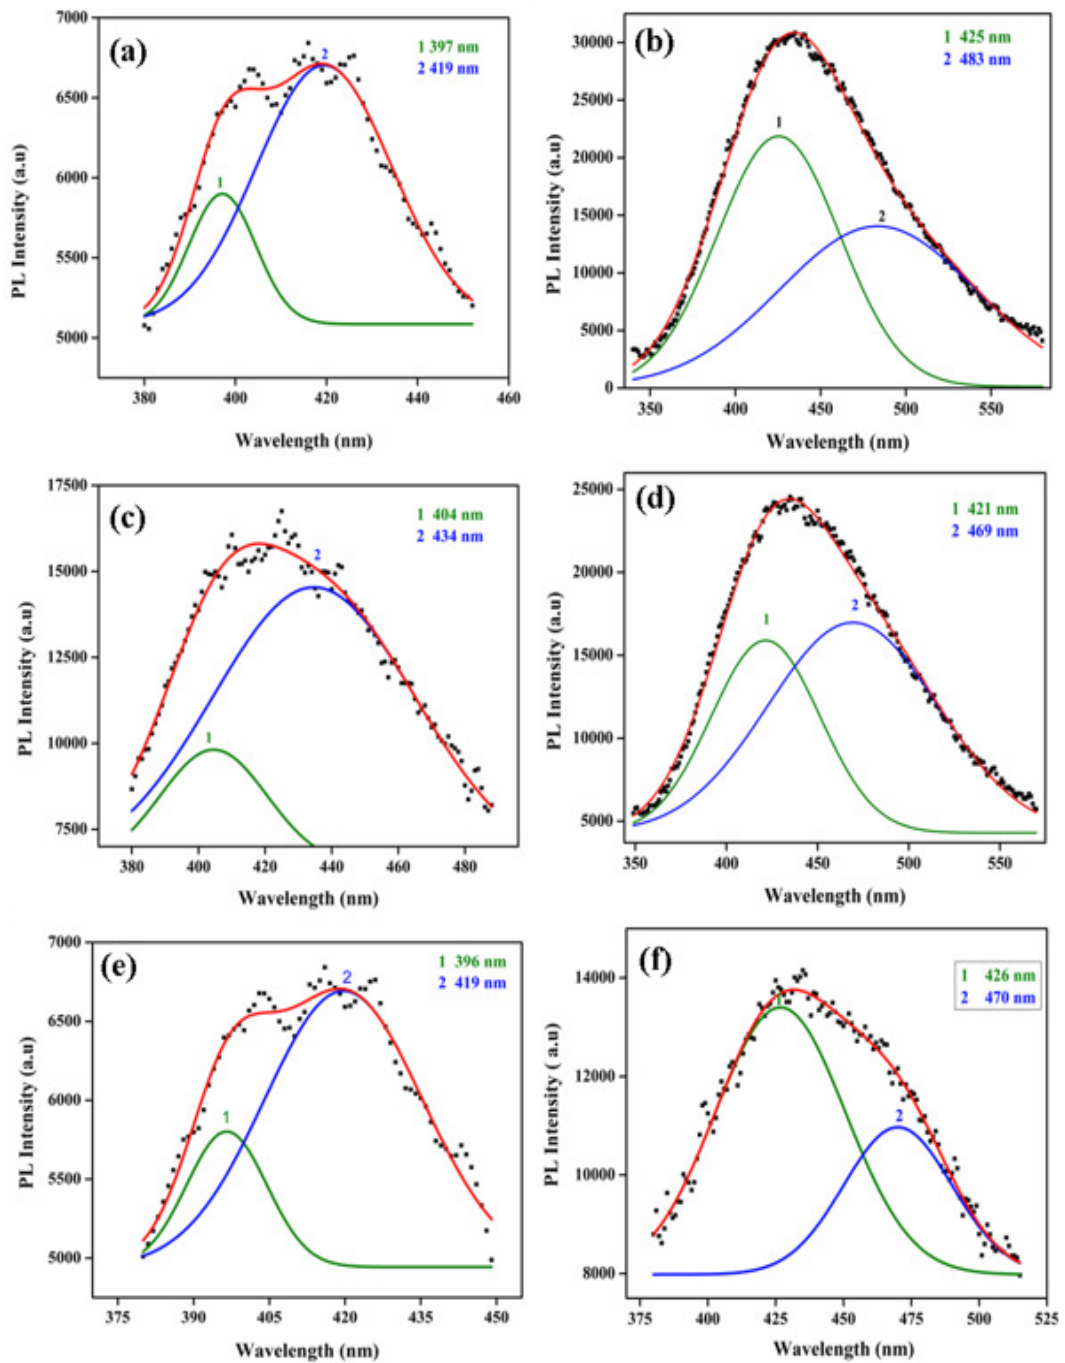 (a)
1 397 nm
2 419 nm
7000
6500
6000
5500
5000
1
2
380 400 420 440 460
PL Intensity (a.u)
Wavelength (nm)
(b)
1 425 nm
2 483 nm
30000
25000
20000
15000
10000
5000
0
1
2
350 400 450 500 550
PL Intensity (a.u)
Wavelength (nm)
(c)
1 404 nm
2 434 nm
17500
15000
12500
10000
7500
1
2
380 400 420 440 460 480
PL Intensity (a.u)
Wavelength (nm)
(d)
1 421 nm
2 469 nm
25000
20000
15000
10000
5000
1
2
350 400 450 500 550
PL Intensity (a.u)
Wavelength (nm)
(e)
1 396 nm
2 419 nm
7000
6500
6000
5500
5000
1
2
375 390 405 420 435 450
PL Intensity (a.u)
Wavelength (nm)
(f)
1 426 nm
2 470 nm
14000
12000
10000
8000
1
2
375 400 425 450 475 500 525
PL Intensity ( a.u)
Wavelength (nm)